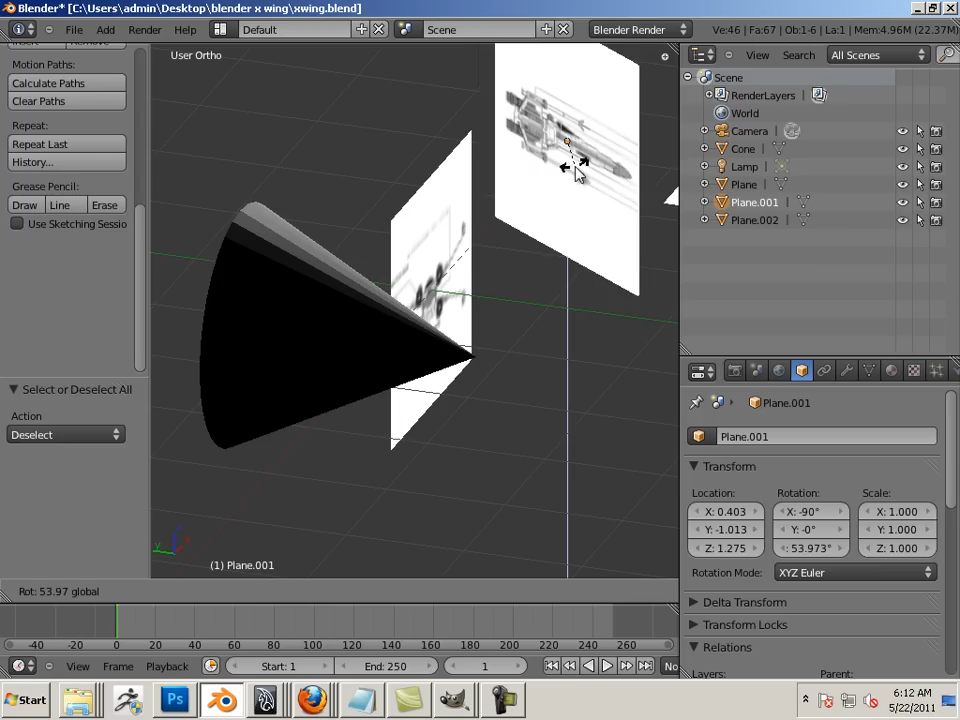 Blender* [C:\Users\admin\Desktop\blender x wing\xwing.blend]
File Add Render Help Default Scene Blender Render Ve:46 | Fa:67 | Ob:1-6 | La:1 | Mem:4.96M (22.37M)
Motion Paths:
Calculate Paths
Clear Paths
Repeat:
Repeat Last
History...
Grease Pencil:
Draw Line Erase
Use Sketching Sessio
Select or Deselect All
Action
Deselect
User Ortho
(1) Plane.001
Rot: 53.97 global
View Search All Scenes
Scene
RenderLayers
World
Camera
Cone
Lamp
Plane
Plane.001
Plane.002
Plane.001
Plane.001
Transform
Location: Rotation: Scale:
X: 0.403 X: -90° X: 1.000
Y: -1.013 Y: -0° Y: 1.000
Z: 1.275 : 53.973° Z: 1.000
Rotation Mode: XYZ Euler
Delta Transform
Transform Locks
Relations
Layers: Parent:
-40 -20 0 20 40 60 80 100 120 140 160 180 200 220 240 260
View Frame Playback Start: 1 End: 250 1 No
Start Ps 6:12 AM
5/22/2011